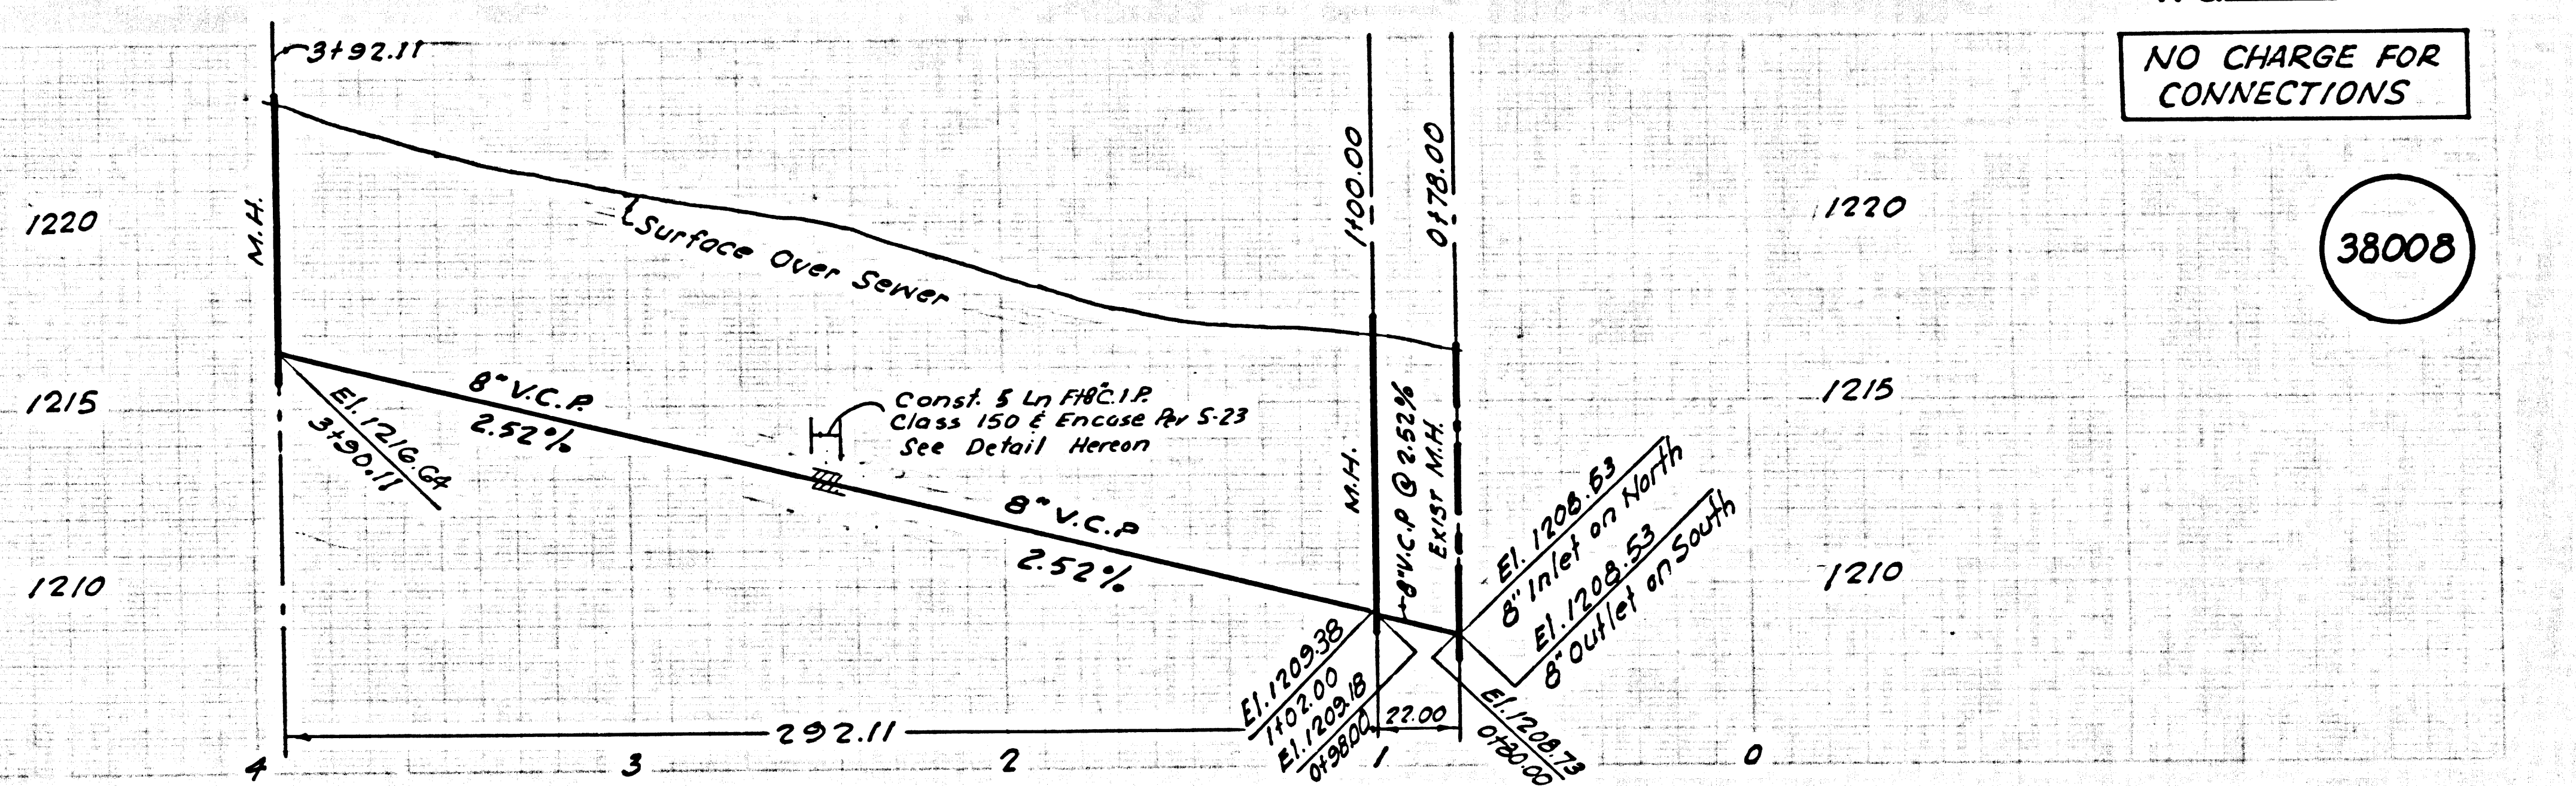 3+92.11
NO CHARGE FOR
CONNECTIONS
38008
1220
1215
1210
M.H.
Surface Over Sewer
1+00.00
0+78.00
1220
1215
1210
8" V.C.P.
2.52%
El. 1216.64
3+90.11
Const. 5 Ln Ft 8" C.I.P.
Class 150 & Encase Per S-23
See Detail Hereon
8" V.C.P
2.52%
M.H.
8" V.C.P @ 2.52%
EXIST M.H.
El. 1208.53
8" Inlet on North
El. 1208.53
8" Outlet on South
El. 1209.38
1+02.00
El. 1209.18
0+98.00
El. 1208.73
0+80.00
292.11
22.00
4
3
2
1
0